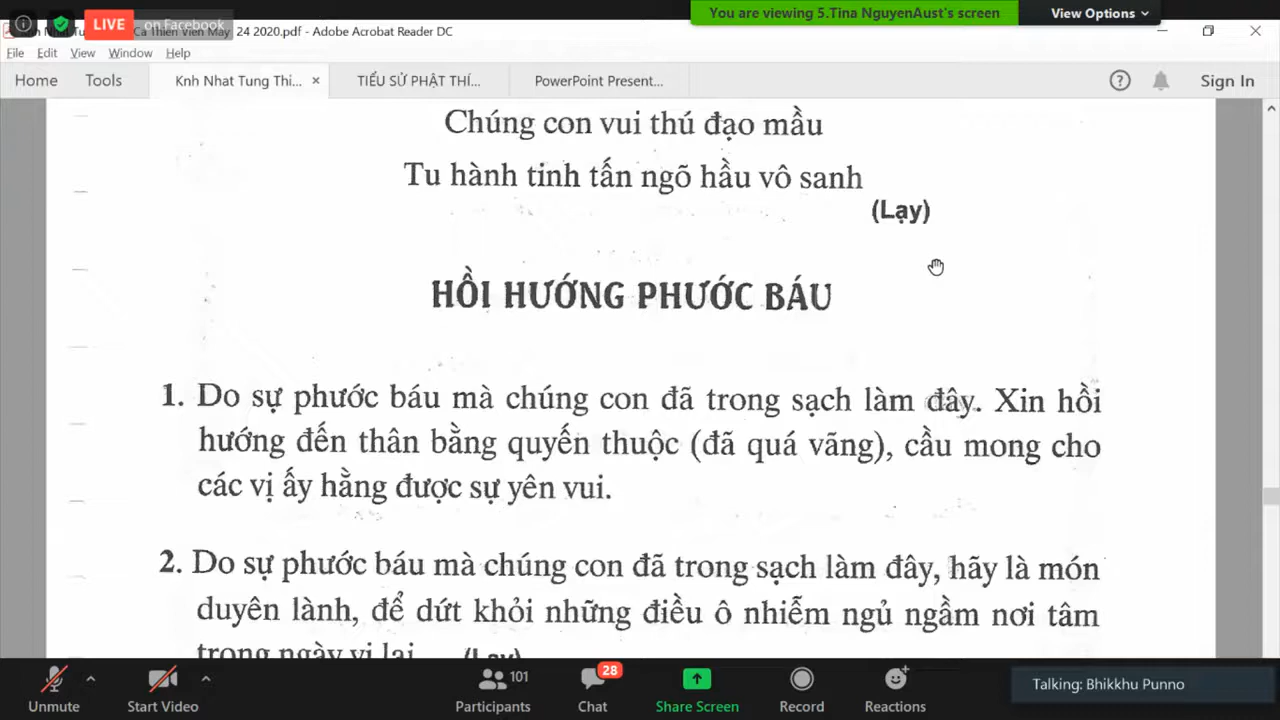 LIVE on Facebook
You are viewing 5.Tina NguyenAust's screen
View Options
Ca Thien Vien May 24 2020.pdf - Adobe Acrobat Reader DC
File Edit View Window Help
Home Tools Knh Nhat Tung Thi... × TIỂU SỬ PHẬT THÍ... PowerPoint Present... Sign In
Chúng con vui thú đạo mầu
Tu hành tinh tấn ngõ hầu vô sanh
(Lạy)
HỒI HƯỚNG PHƯỚC BÁU
1. Do sự phước báu mà chúng con đã trong sạch làm đây. Xin hồi
hướng đến thân bằng quyến thuộc (đã quá vãng), cầu mong cho
các vị ấy hằng được sự yên vui.
2. Do sự phước báu mà chúng con đã trong sạch làm đây, hãy là món
duyên lành, để dứt khỏi những điều ô nhiễm ngủ ngầm nơi tâm
trong ngày vị lai. (Lạy)
Unmute Start Video Participants 101 Chat 28 Share Screen Record Reactions
Talking: Bhikkhu Punno